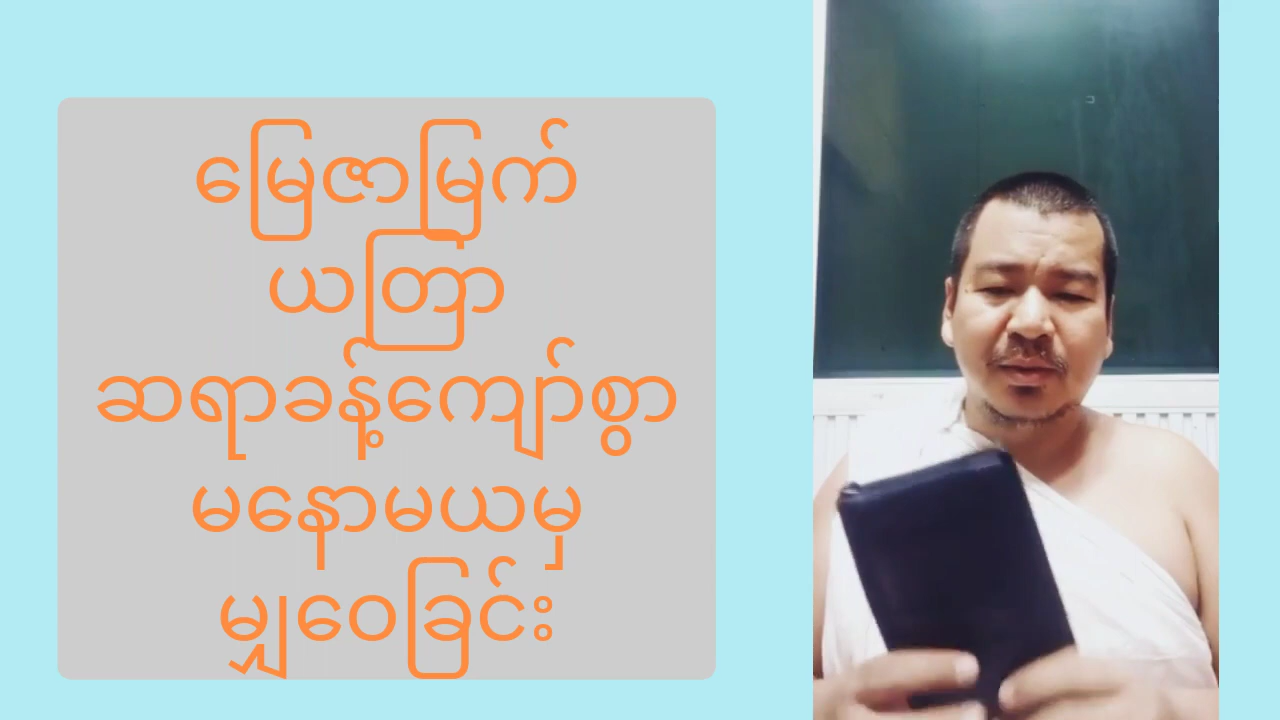 မြေဇာမြက်
ယတြာ
ဆရာခန့်ကျော်စွာ
မနောမယမှ
မျှဝေခြင်း